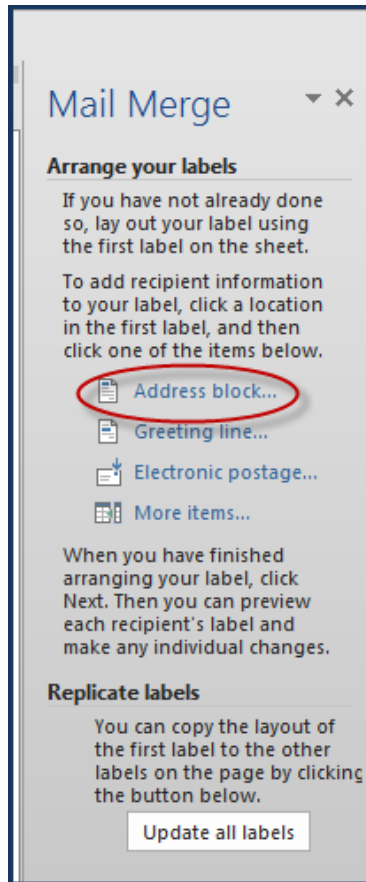 Mail Merge
Arrange your labels
If you have not already done
so, lay out your label using
the first label on the sheet.
To add recipient information
to your label, click a location
in the first label, and then
click one of the items below.
Address block...
Greeting line...
Electronic postage...
More items...
When you have finished
arranging your label, click
Next. Then you can preview
each recipient's label and
make any individual changes.
Replicate labels
You can copy the layout of
the first label to the other
labels on the page by clicking
the button below.
Update all labels